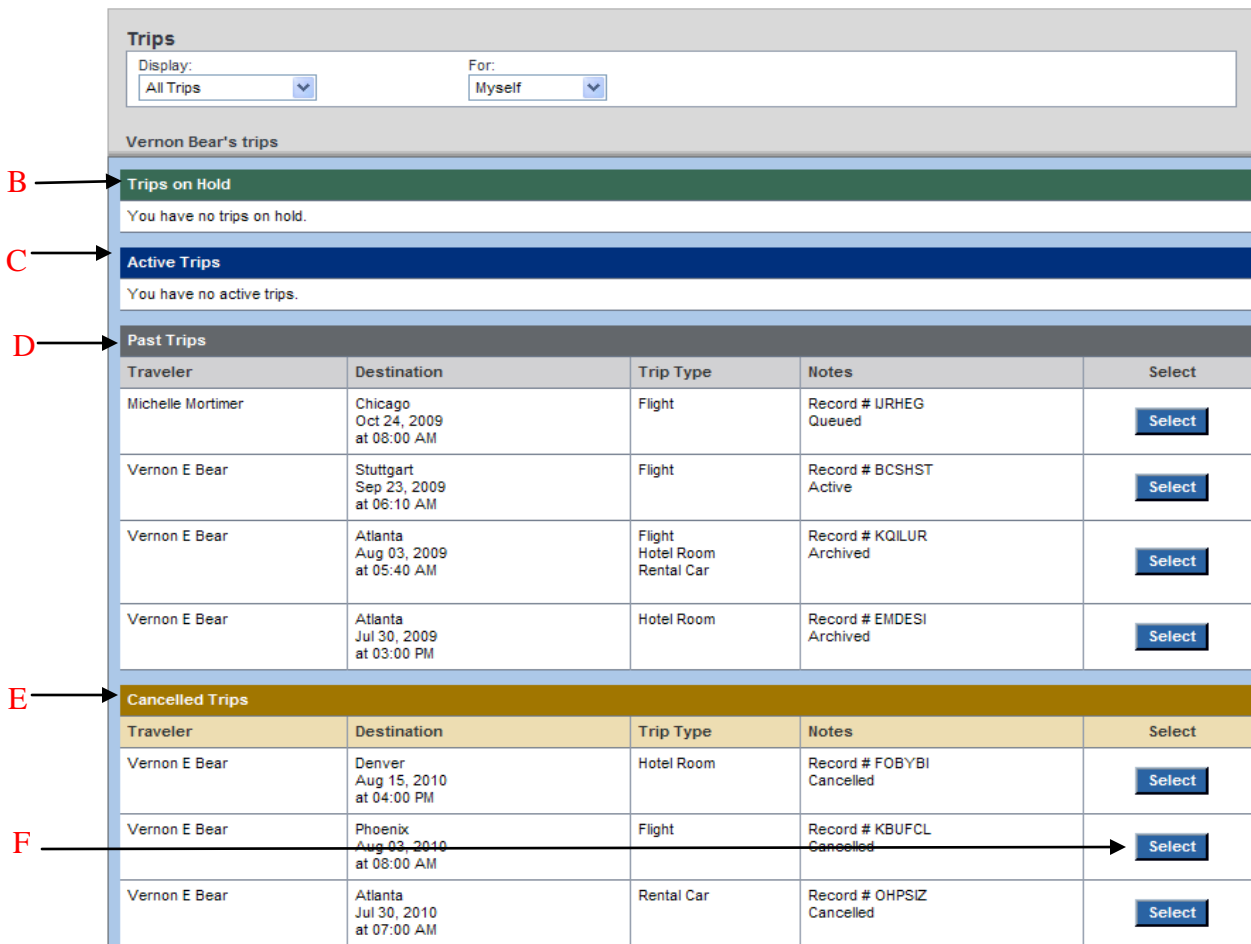 Trips
Display: For:
All Trips Myself
Vernon Bear's trips
B
Trips on Hold
You have no trips on hold.
C
Active Trips
You have no active trips.
D
Past Trips
Traveler Destination Trip Type Notes Select
Michelle Mortimer Chicago Flight Record # IJRHEG
Oct 24, 2009 Queued Select
at 08:00 AM
Vernon E Bear Stuttgart Flight Record # BCSHST
Sep 23, 2009 Active Select
at 06:10 AM
Vernon E Bear Atlanta Flight Record # KQILUR
Aug 03, 2009 Hotel Room Archived Select
at 05:40 AM Rental Car
Vernon E Bear Atlanta Hotel Room Record # EMDESI
Jul 30, 2009 Archived Select
at 03:00 PM
E
Cancelled Trips
Traveler Destination Trip Type Notes Select
Vernon E Bear Denver Hotel Room Record # FOBYBI
Aug 15, 2010 Cancelled Select
at 04:00 PM
F
Vernon E Bear Phoenix Flight Record # KBUFCL
Aug 03, 2010 Cancelled Select
at 08:00 AM
Vernon E Bear Atlanta Rental Car Record # OHPSIZ
Jul 30, 2010 Cancelled Select
at 07:00 AM